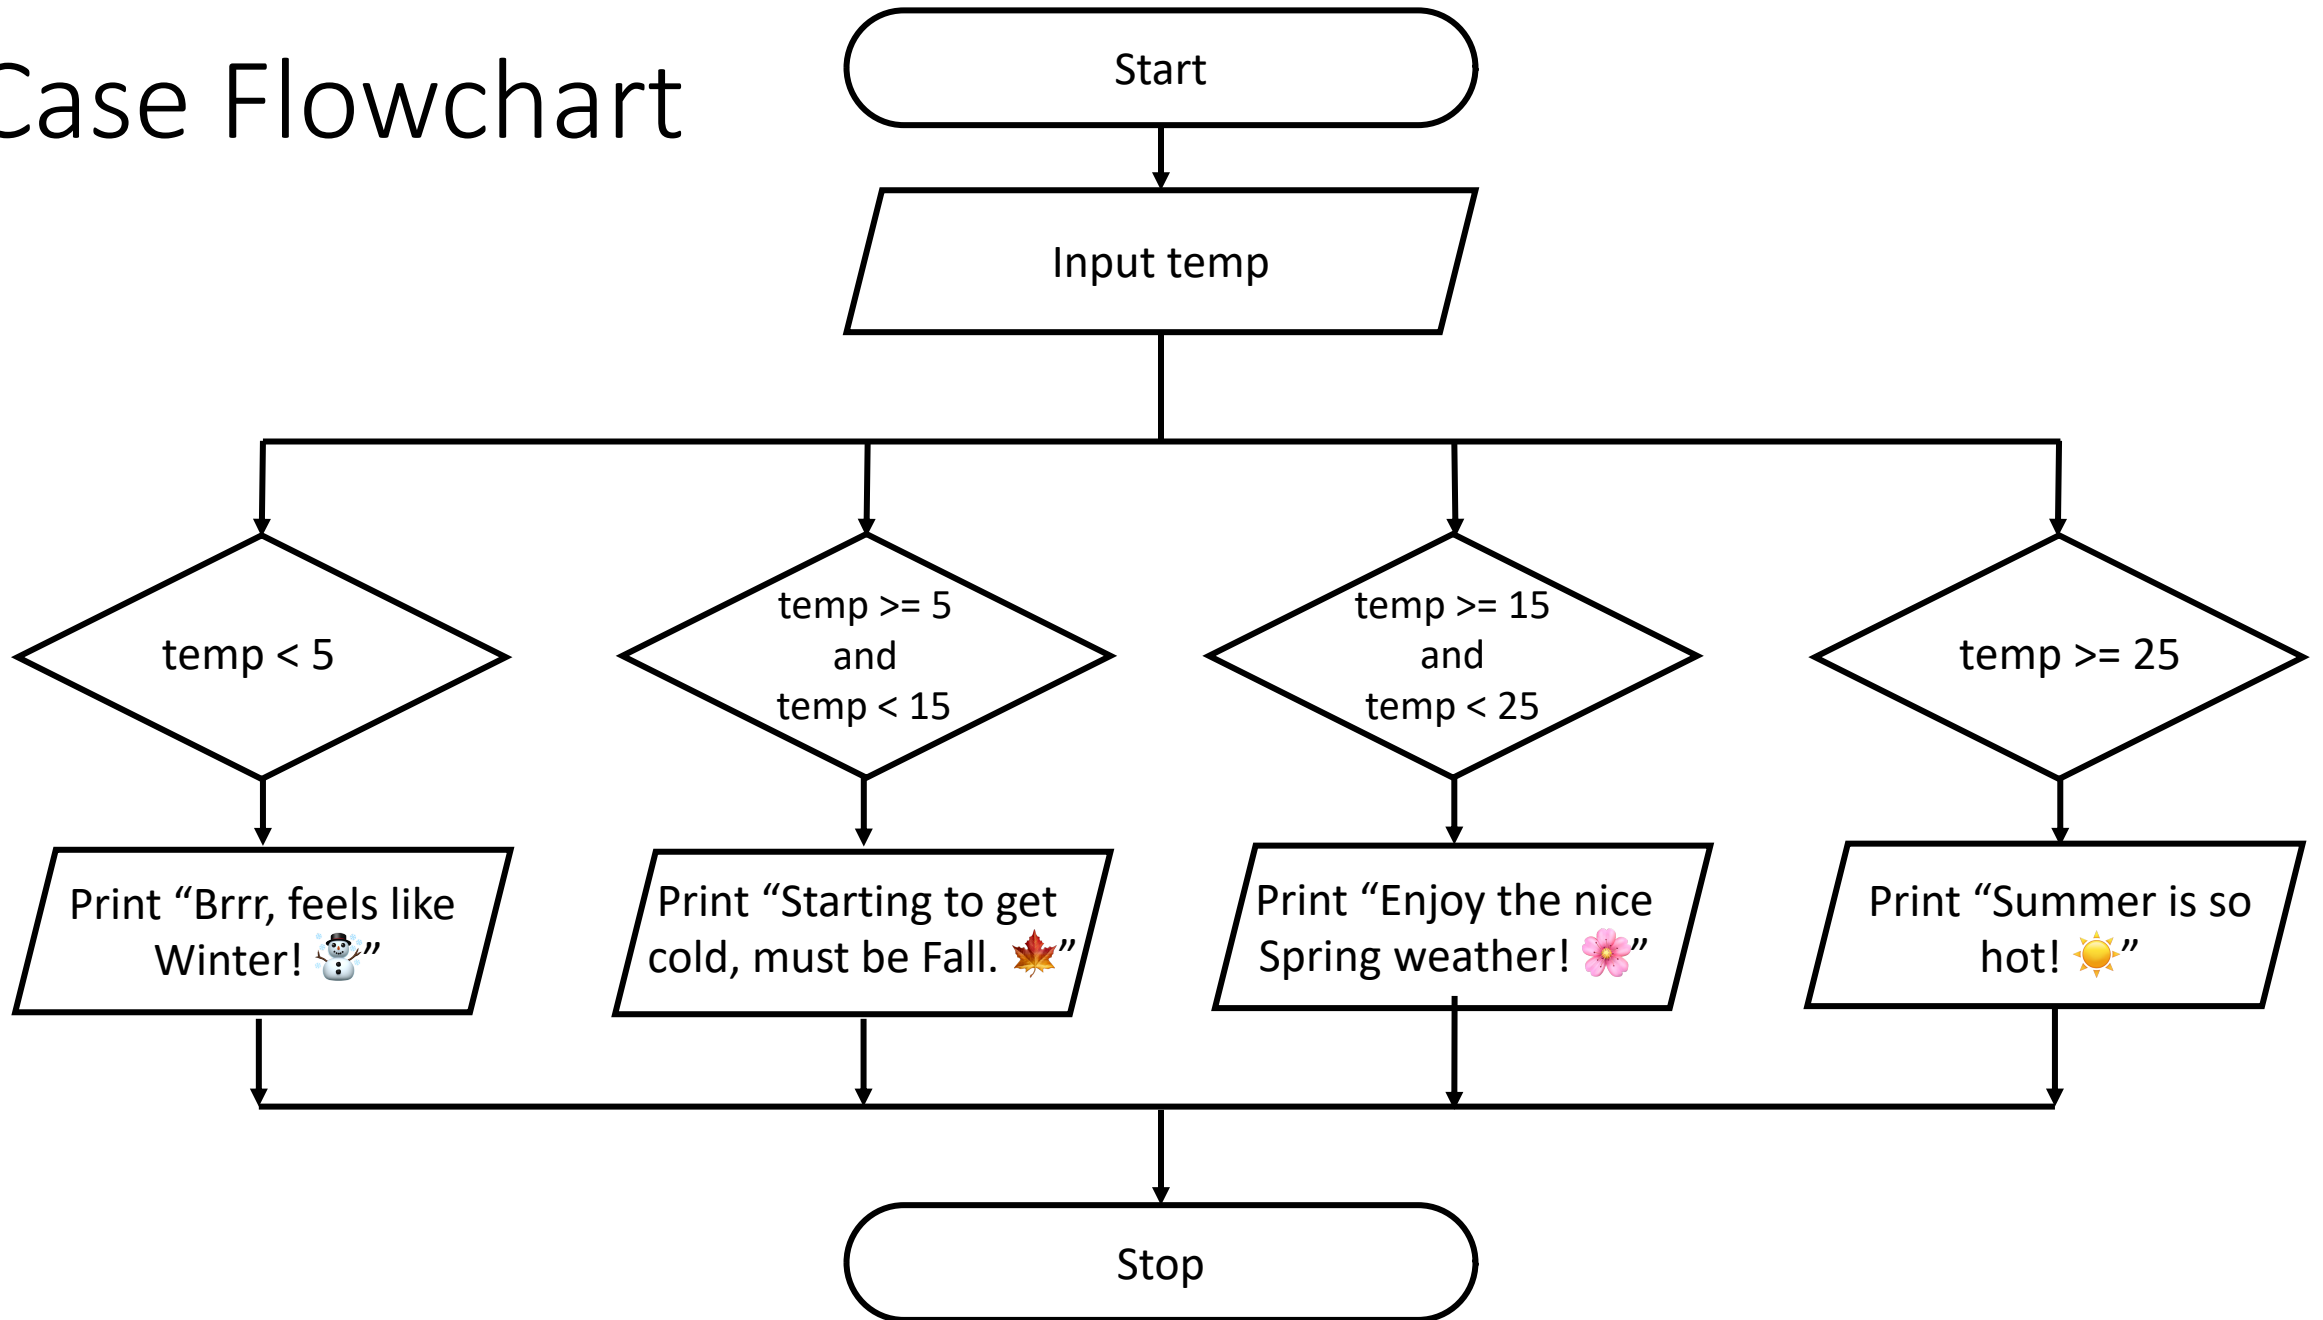 Case Flowchart
Start
Input temp
temp < 5
temp >= 5
and
temp < 15
temp >= 15
and
temp < 25
temp >= 25
Print “Brrr, feels like
Winter! ☃️”
Print “Starting to get
cold, must be Fall. 🍁”
Print “Enjoy the nice
Spring weather! 🌸”
Print “Summer is so
hot! ☀️”
Stop